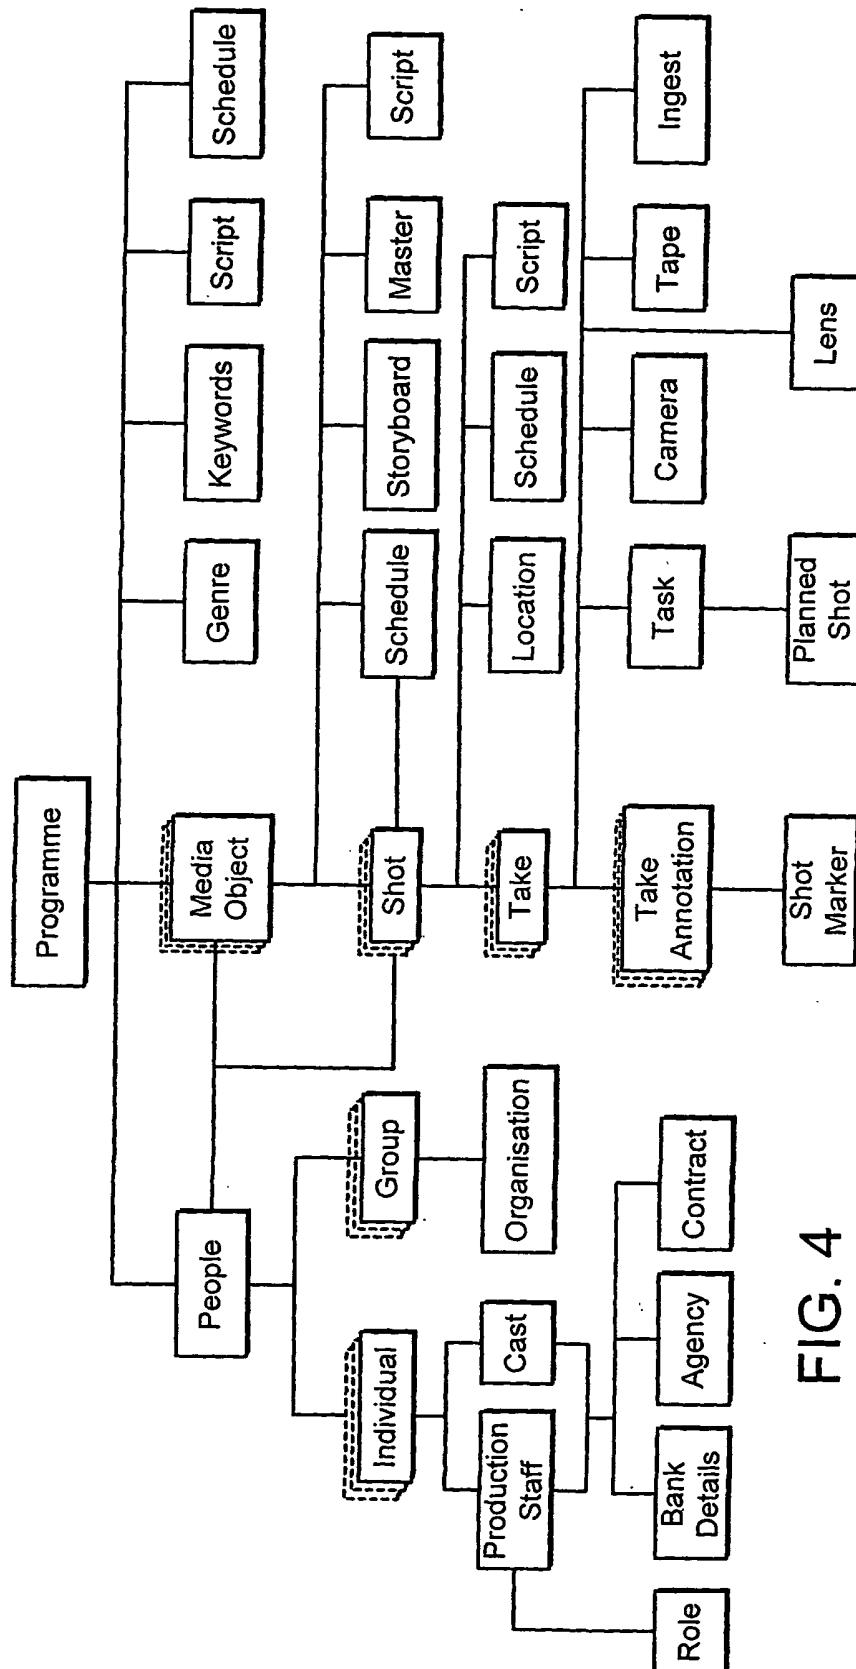 Programme
People
Media
Object
Genre
Keywords
Script
Schedule
Individual
Group
Shot
Schedule
Storyboard
Master
Script
Production
Staff
Cast
Organisation
Take
Location
Schedule
Script
Role
Bank
Details
Agency
Contract
Take
Annotation
Task
Camera
Tape
Ingest
Shot
Marker
Planned
Shot
Lens
FIG. 4